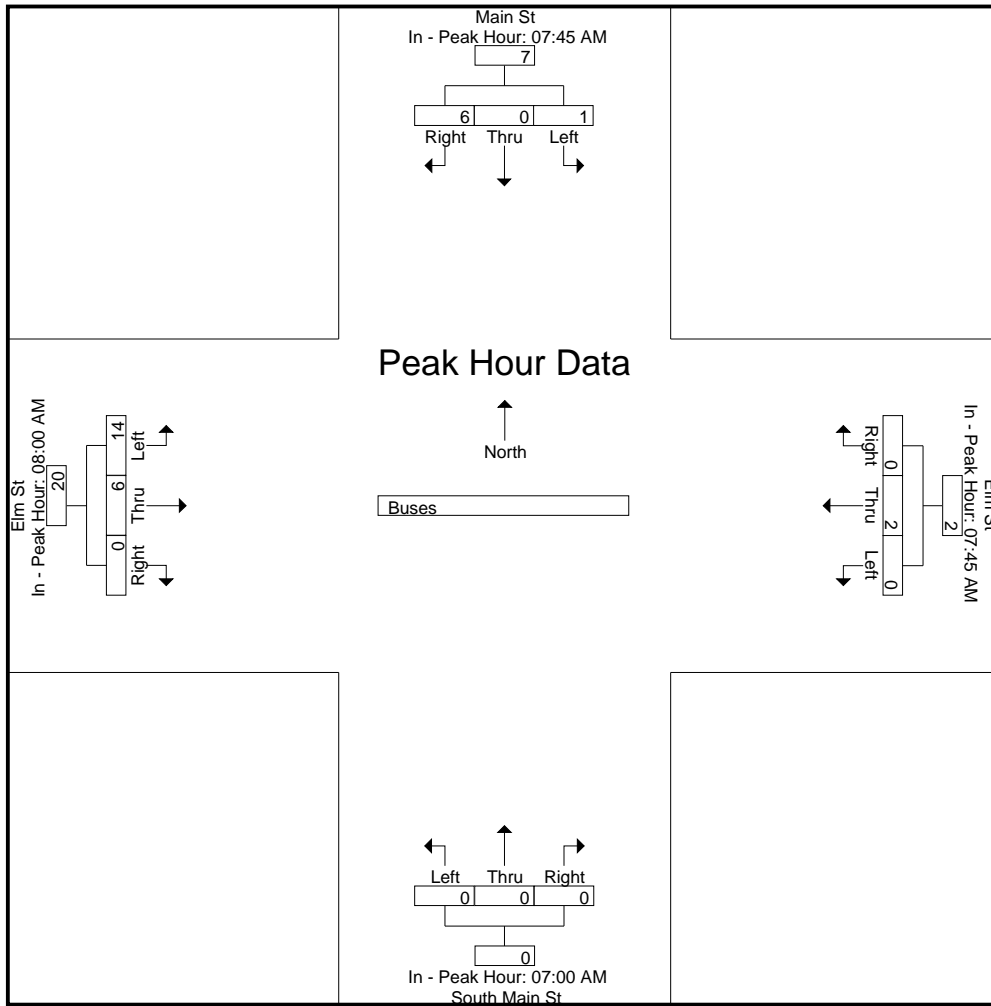 Main St
In - Peak Hour: 07:45 AM
7
6 0 1
Right Thru Left
Peak Hour Data
North
Buses
Elm St
In - Peak Hour: 08:00 AM
20
14 6 0
Left Thru Right
Elm St
In - Peak Hour: 07:45 AM
2
0 2 0
Right Thru Left
Left Thru Right
0 0 0
0
In - Peak Hour: 07:00 AM
South Main St